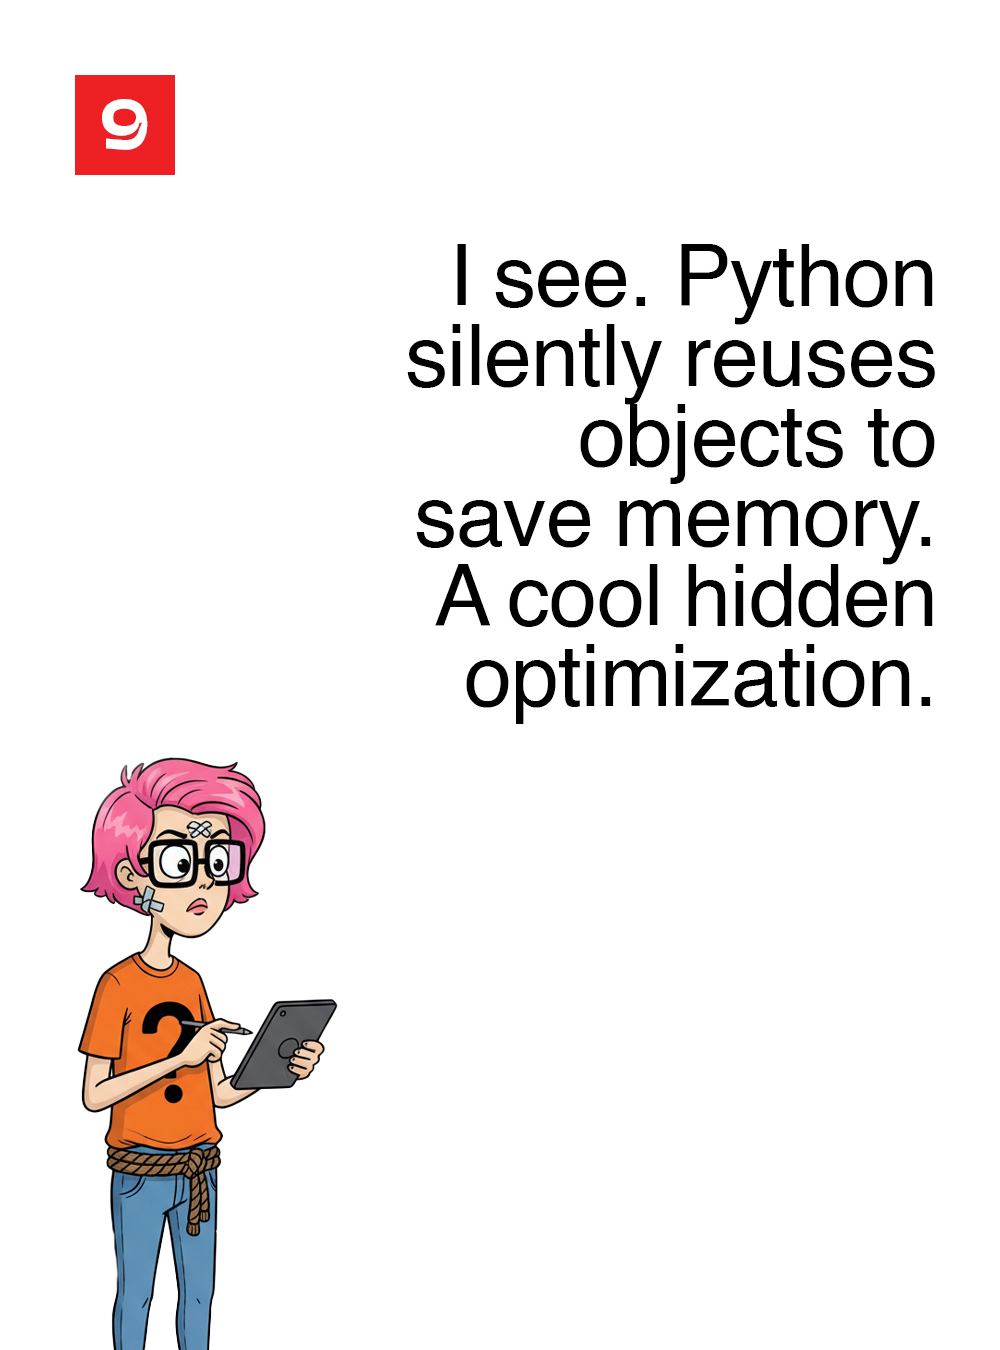 9
I see. Python
silently reuses
objects to
save memory.
A cool hidden
optimization.
?